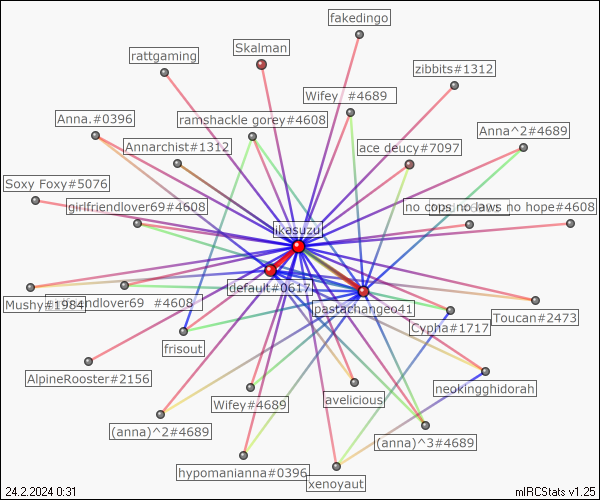 fakedingo
Skalman
rattgaming
zibbits#1312
Wifey  #4689
Anna.#0396
ramshackle gorey#4608
Anna^2#4689
Annarchist#1312
ace deucy#7097
Soxy Foxy#5076
girlfriendlover69#4608
no cops no laws no hope#4608
ikasuzu
default#0617
pastachangeo41
Mushy#1984
girlfriendlover69  #4608
Toucan#2473
Cypha#1717
frisout
AlpineRooster#2156
neokingghidorah
Wifey#4689
avelicious
(anna)^2#4689
(anna)^3#4689
hypomanianna#0396
xenoyaut
24.2.2024 0:31
mIRCStats v1.25